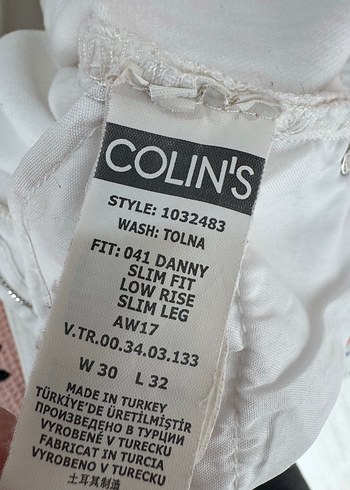 COLIN'S
STYLE: 1032483
WASH: TOLNA
FIT: 041 DANNY
SLIM FIT
LOW RISE
SLIM LEG
AW17
V.TR.00.34.03.133
W 30 L 32
MADE IN TURKEY
TÜRKİYE'DE ÜRETİLMİŞTİR
ПРОИЗВЕДЕНО В ТУРЦИИ
VYROBENÉ V TURECKU
FABRICAT IN TURCIA
VYROBENO V TURECKU
土耳其制造